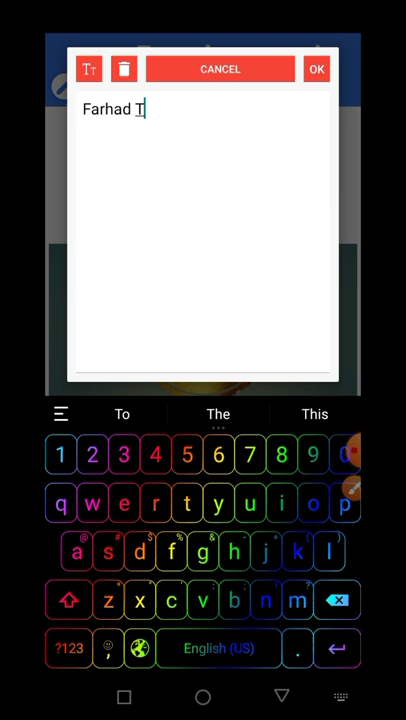 TT
CANCEL
OK
Farhad T
To
The
This
1 2 3 4 5 6 7 8 9 0
q w e r t y u i o p
@ # $ % & - + ( )
a s d f g h j k l
* " ' : ; ! ?
z x c v b n m
?123 , English (US) .